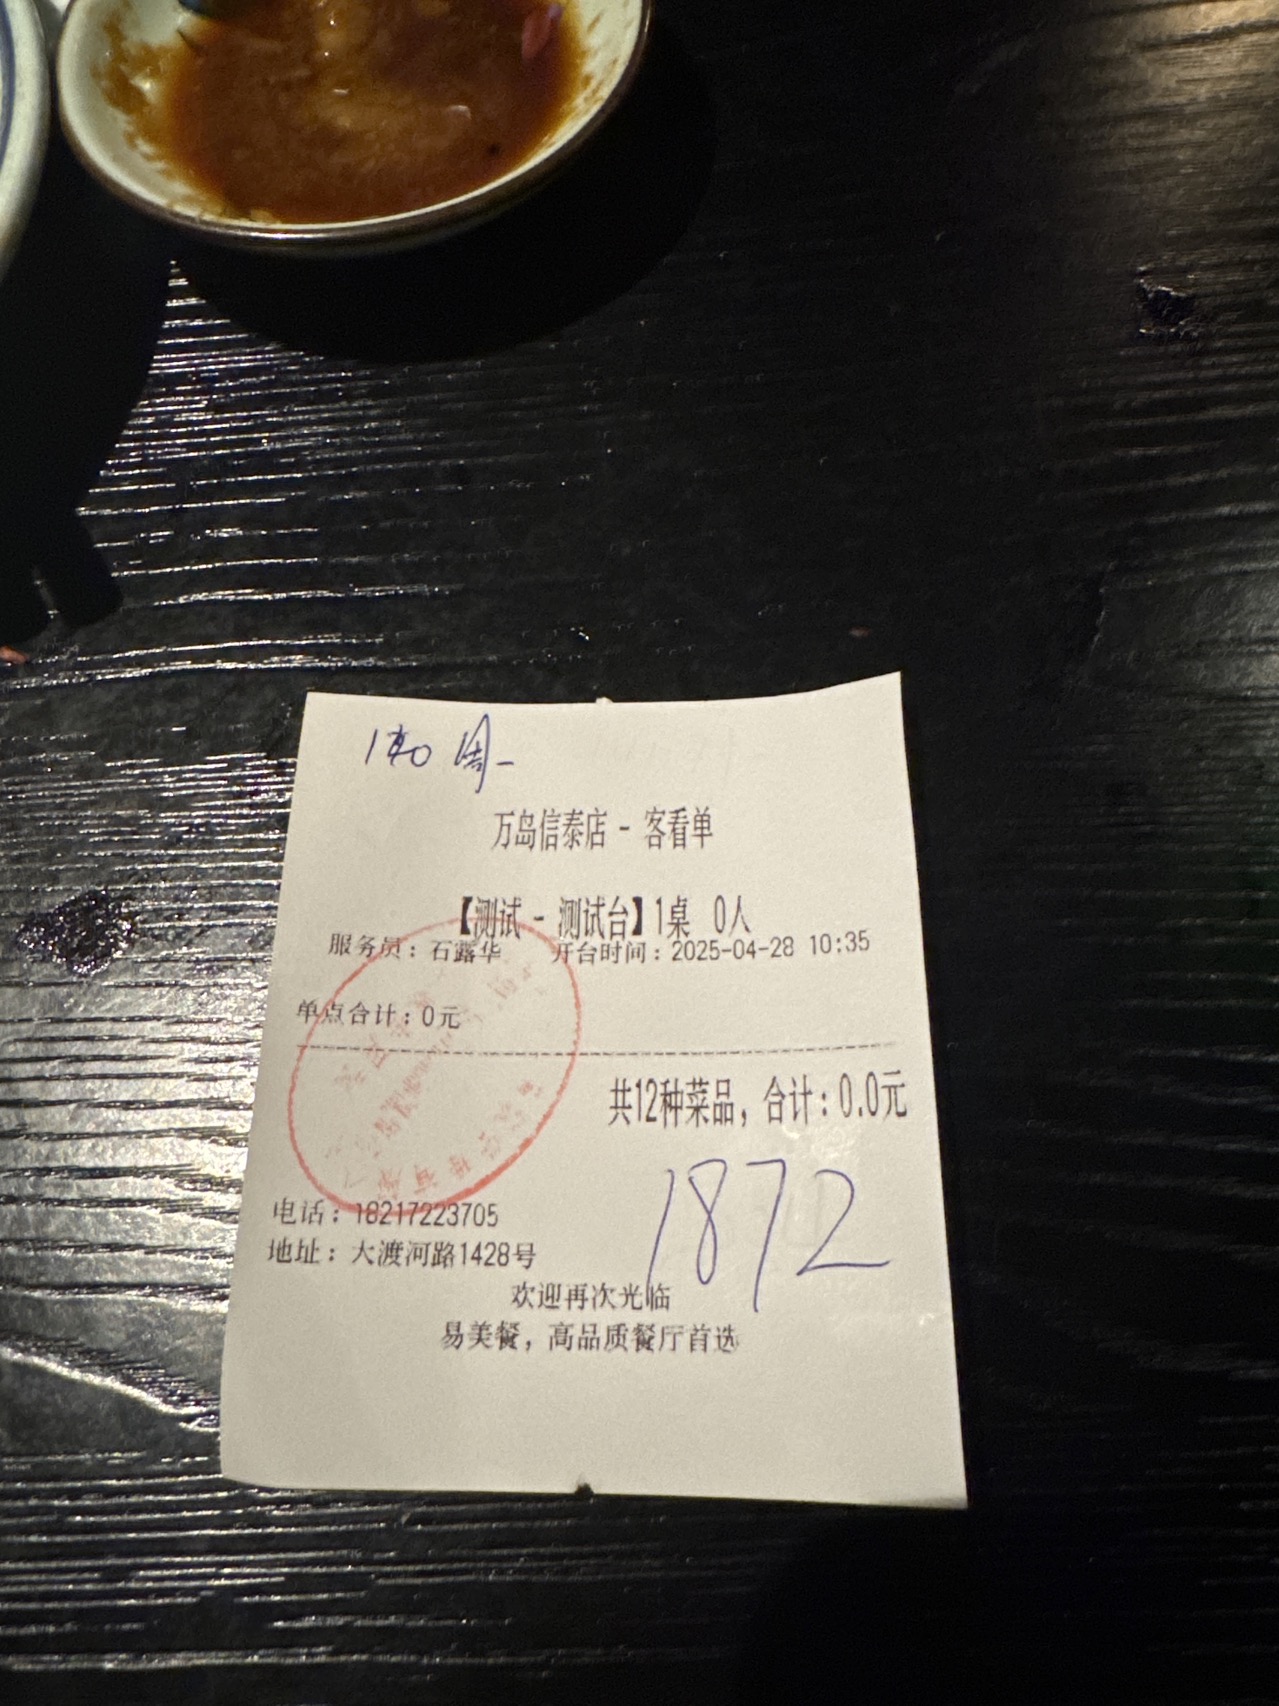 万岛信泰店 - 客看单
【测试 - 测试台】1桌 0人
服务员：石露华 开台时间：2025-04-28 10:35
单点合计：0元
共12种菜品，合计：0.0元
1872
电话：18217223705
地址：大渡河路1428号
欢迎再次光临
易美餐，高品质餐厅首选